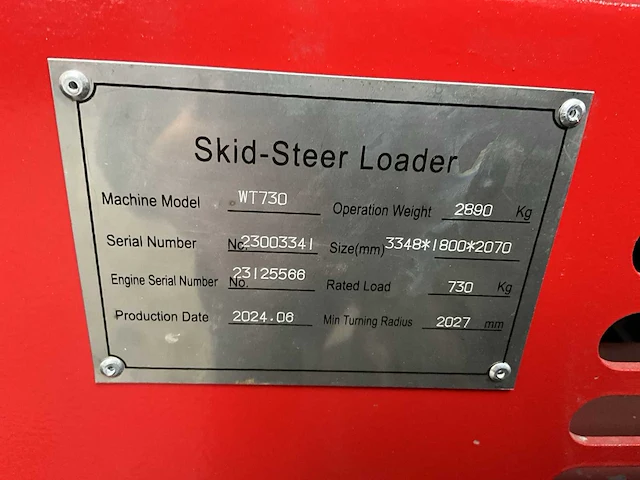 Skid-Steer Loader
Machine Model WT730 Operation Weight 2890 Kg
Serial Number No.23003341 Size(mm) 3348*1800*2070
Engine Serial Number No. 23125566 Rated Load 730 Kg
Production Date 2024.06 Min Turning Radius 2027 mm